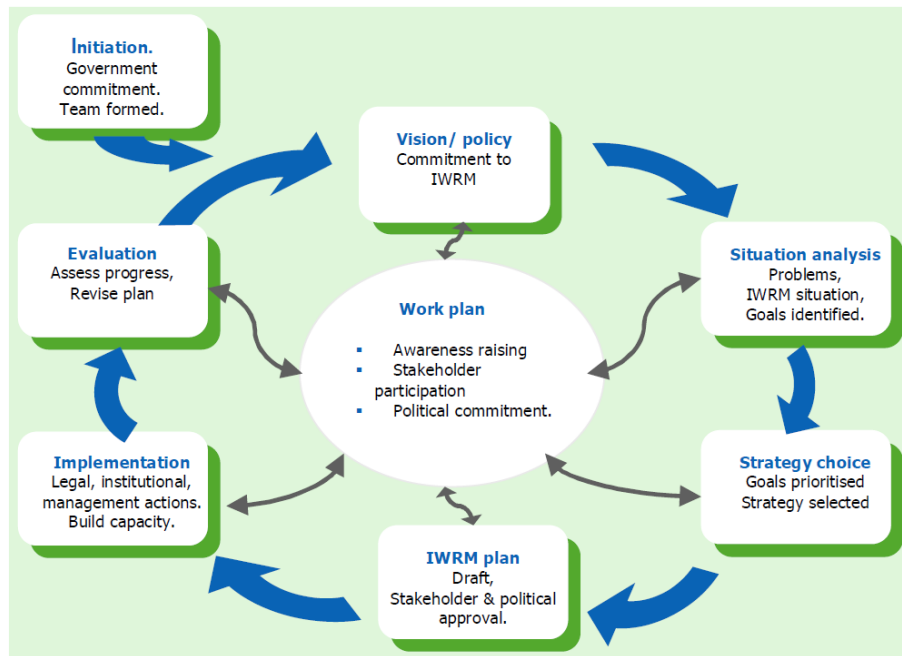 Initiation.
Government
commitment.
Team formed.
Vision/ policy
Commitment to
IWRM
Situation analysis
Problems,
IWRM situation,
Goals identified.
Strategy choice
Goals prioritised
Strategy selected
IWRM plan
Draft,
Stakeholder & political
approval.
Implementation
Legal, institutional,
management actions.
Build capacity.
Evaluation
Assess progress,
Revise plan
Work plan
▪ Awareness raising
▪ Stakeholder
participation
▪ Political commitment.